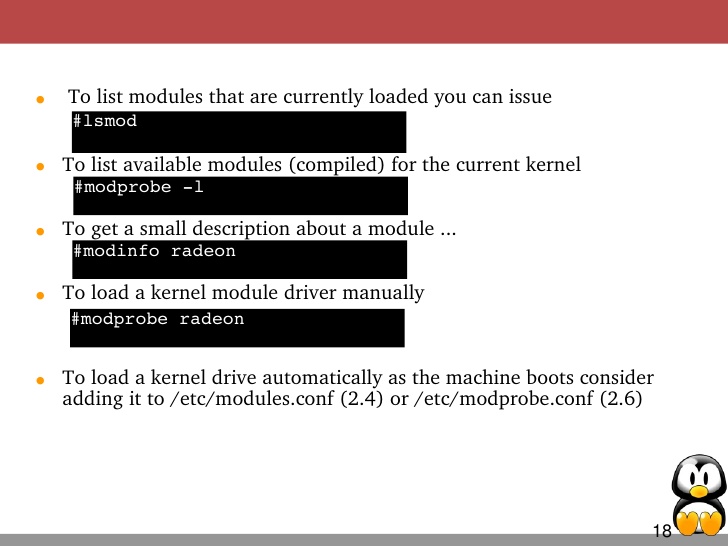 To list modules that are currently loaded you can issue
#lsmod
To list available modules (compiled) for the current kernel
#modprobe -l
To get a small description about a module ...
#modinfo radeon
To load a kernel module driver manually
#modprobe radeon
To load a kernel drive automatically as the machine boots consider
adding it to /etc/modules.conf (2.4) or /etc/modprobe.conf (2.6)
18